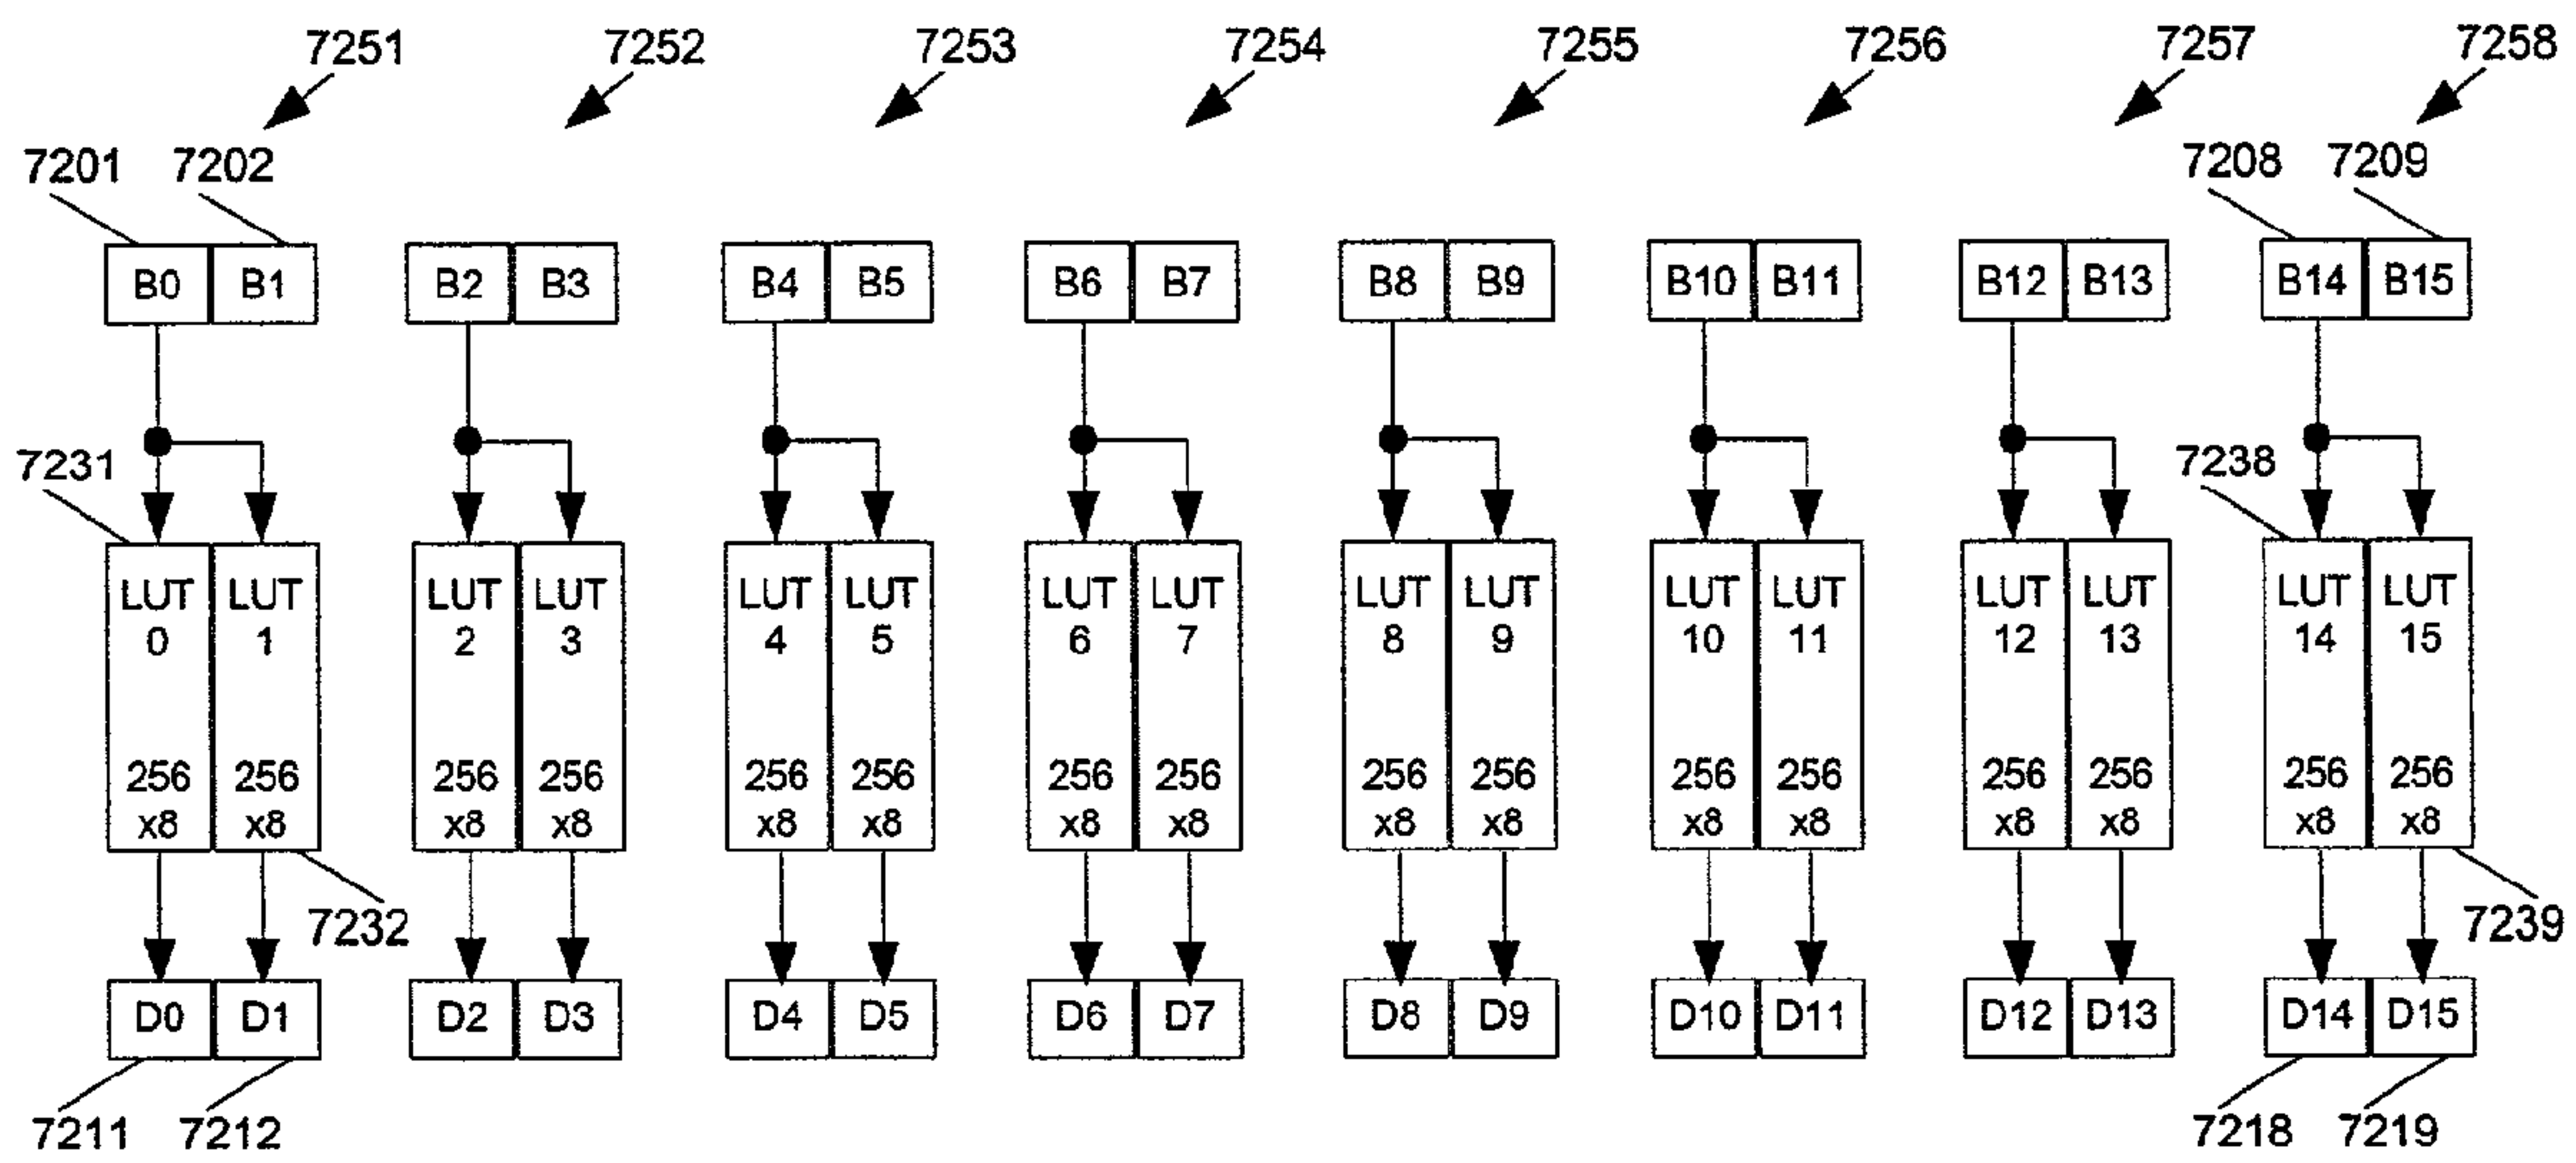 7251 7252 7253 7254 7255 7256 7257 7258
7201 7202 7208 7209
B0 B1 B2 B3 B4 B5 B6 B7 B8 B9 B10 B11 B12 B13 B14 B15
7231 7238
LUT LUT LUT LUT LUT LUT LUT LUT LUT LUT LUT LUT LUT LUT LUT LUT
0 1 2 3 4 5 6 7 8 9 10 11 12 13 14 15
256 256 256 256 256 256 256 256 256 256 256 256 256 256 256 256
x8 x8 x8 x8 x8 x8 x8 x8 x8 x8 x8 x8 x8 x8 x8 x8
7232 7239
D0 D1 D2 D3 D4 D5 D6 D7 D8 D9 D10 D11 D12 D13 D14 D15
7211 7212 7218 7219